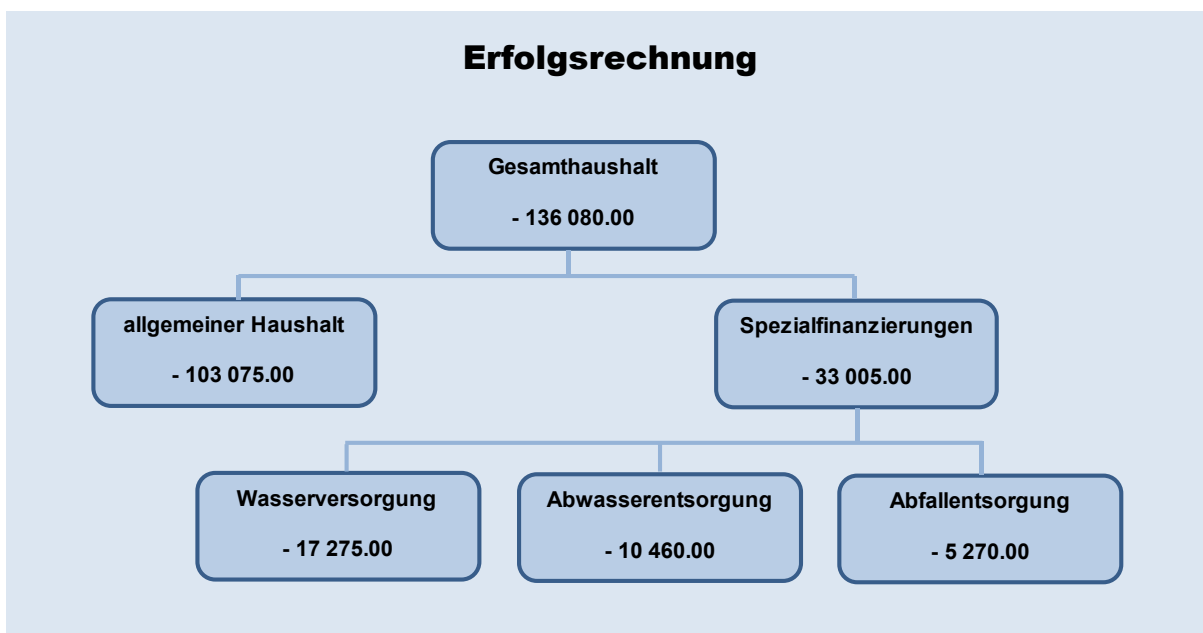 Erfolgsrechnung
Gesamthaushalt
- 136 080.00
allgemeiner Haushalt
- 103 075.00
Spezialfinanzierungen
- 33 005.00
Wasserversorgung
- 17 275.00
Abwasserentsorgung
- 10 460.00
Abfallentsorgung
- 5 270.00